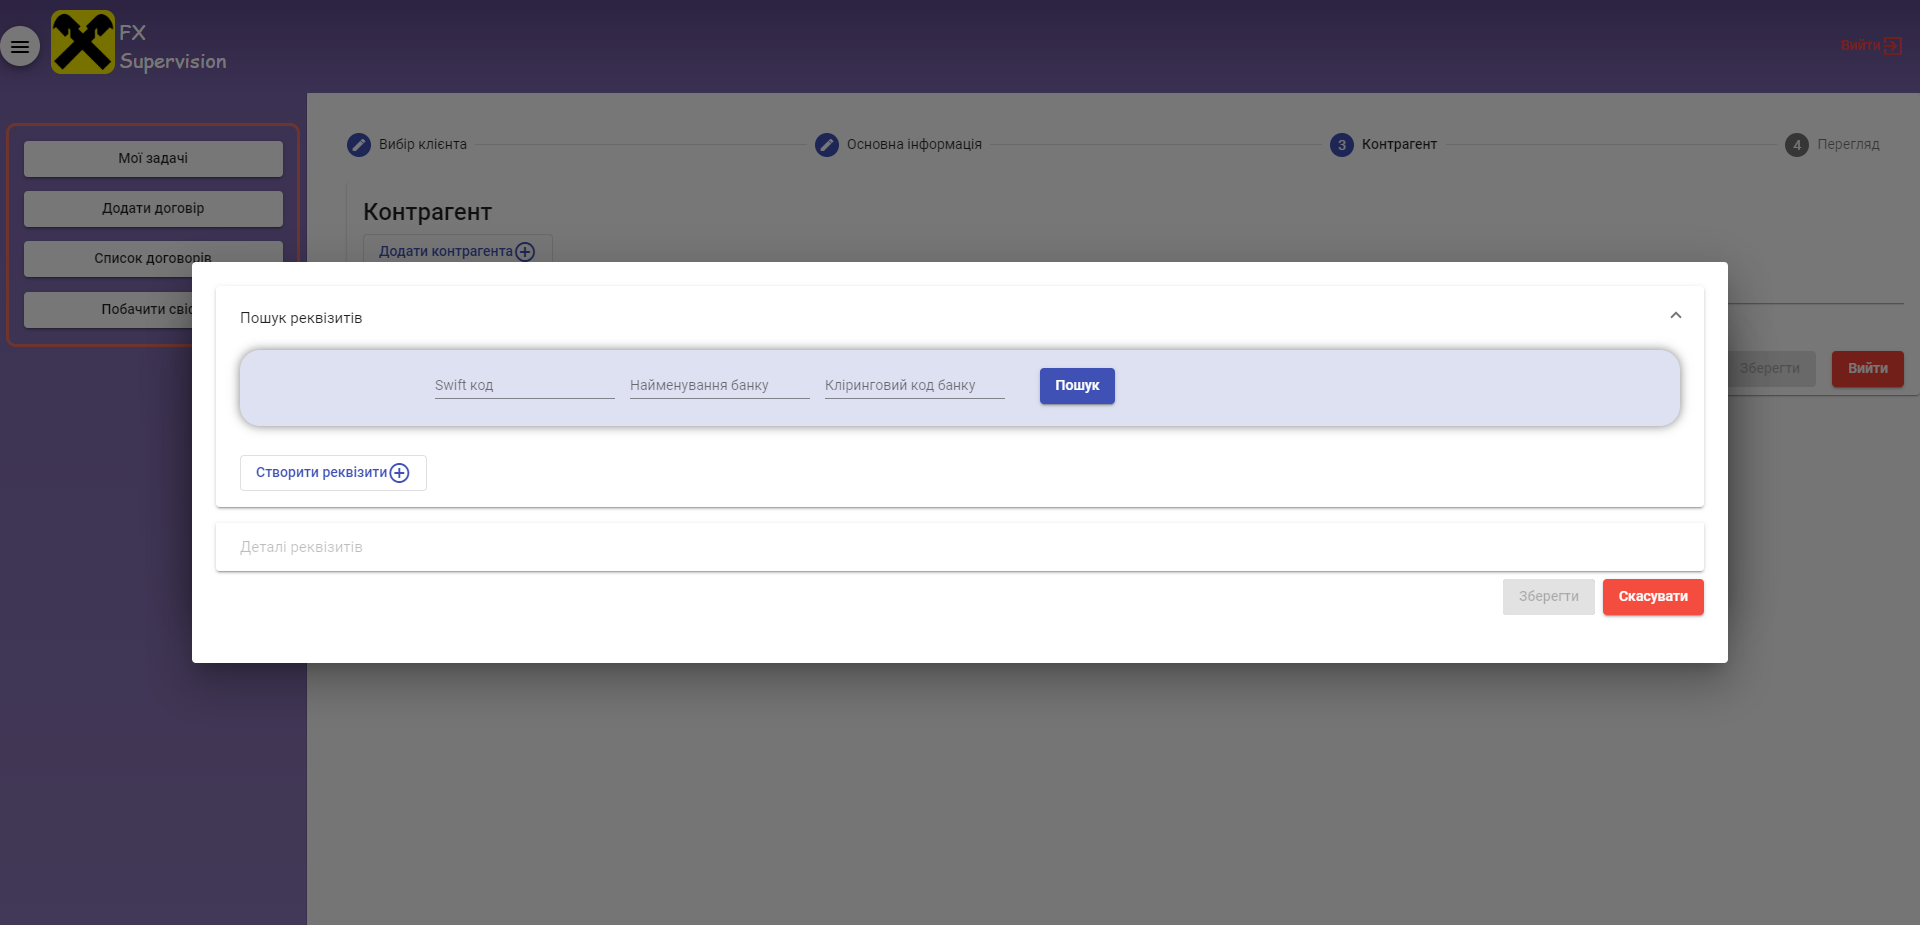 FX
Supervision
Вийти
Мої задачі
Додати договір
Список договорів
Побачити сві
Вибір клієнта
Основна інформація
3 Контрагент
4 Перегляд
Контрагент
Додати контрагента
Зберегти
Вийти
Пошук реквізитів
Swift код
Найменування банку
Кліринговий код банку
Пошук
Створити реквізити
Деталі реквізитів
Зберегти
Скасувати